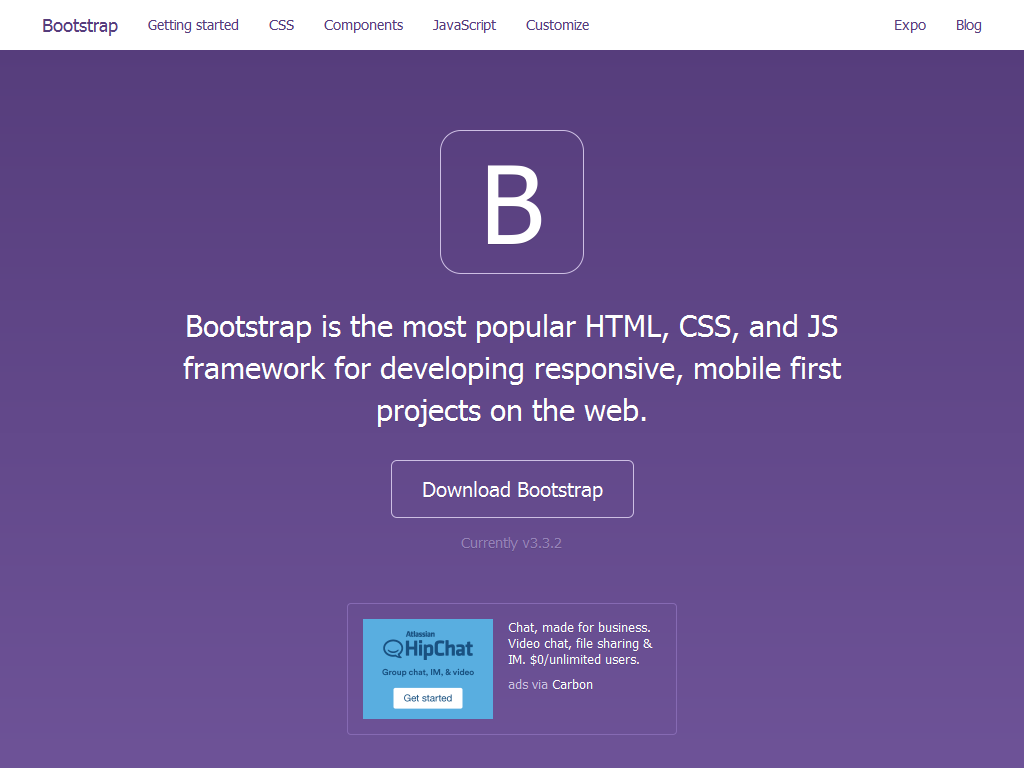 Bootstrap Getting started CSS Components JavaScript Customize Expo Blog
B
Bootstrap is the most popular HTML, CSS, and JS
framework for developing responsive, mobile first
projects on the web.
Download Bootstrap
Currently v3.3.2
Atlassian
HipChat
Group chat, IM, & video
Get started
Chat, made for business.
Video chat, file sharing &
IM. $0/unlimited users.
ads via Carbon